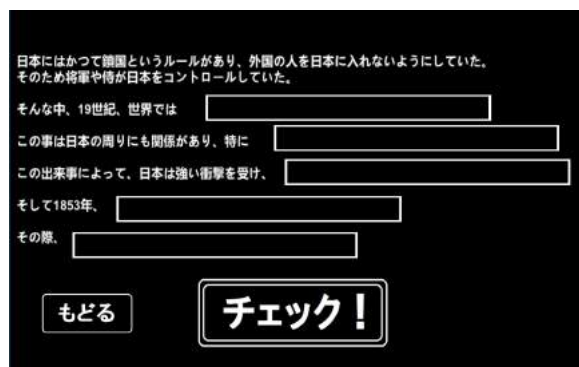 日本にはかつて鎖国というルールがあり、外国の人を日本に入れないようにしていた。
そのため将軍や侍が日本をコントロールしていた。
そんな中、19世紀、世界では
この事は日本の周りにも関係があり、特に
この出来事によって、日本は強い衝撃を受け、
そして1853年、
その際、
もどる
チェック！